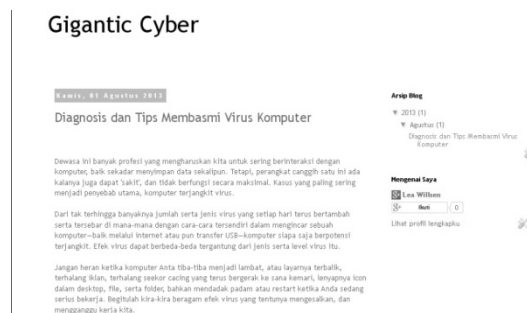 Gigantic Cyber
Kamis, 01 Agustus 2013
Diagnosis dan Tips Membasmi Virus Komputer
Dewasa ini banyak profesi yang mengharuskan kita untuk sering berinteraksi dengan
komputer, baik sekadar menyimpan data sekalipun. Tetapi, perangkat canggih satu ini ada
kalanya juga dapat 'sakit', dan tidak berfungsi secara maksimal. Kasus yang paling sering
menjadi penyebab utama, komputer terjangkit virus.
Dari tak terhingga banyaknya jumlah serta jenis virus yang setiap hari terus bertambah
serta tersebar di mana-mana dengan cara-cara tersendiri dalam mengincar sebuah
komputer—baik melalui internet atau pun transfer USB—komputer siapa saja berpotensi
terjangkit. Efek virus dapat berbeda-beda tergantung dari jenis serta level virus itu.
Jangan heran ketika komputer Anta tiba-tiba menjadi lambat, atau layarnya terbalik,
terhalang iklan, terhalang seekor cacing yang terus bergerak ke sana kemari, lenyapnya icon
dalam desktop, file, serta folder, bahkan mendadak padam atau restart ketika Anda sedang
serius bekerja. Begitulah kira-kira beragam efek virus yang tentunya mengesalkan, dan
mengganggu kerja kita.
Arsip Blog
▼ 2013 (1)
▼ Agustus (1)
Diagnosis dan Tips Membasmi Virus
Komputer
Mengenai Saya
Lea Willsen
Ikuti 0
Lihat profil lengkapku